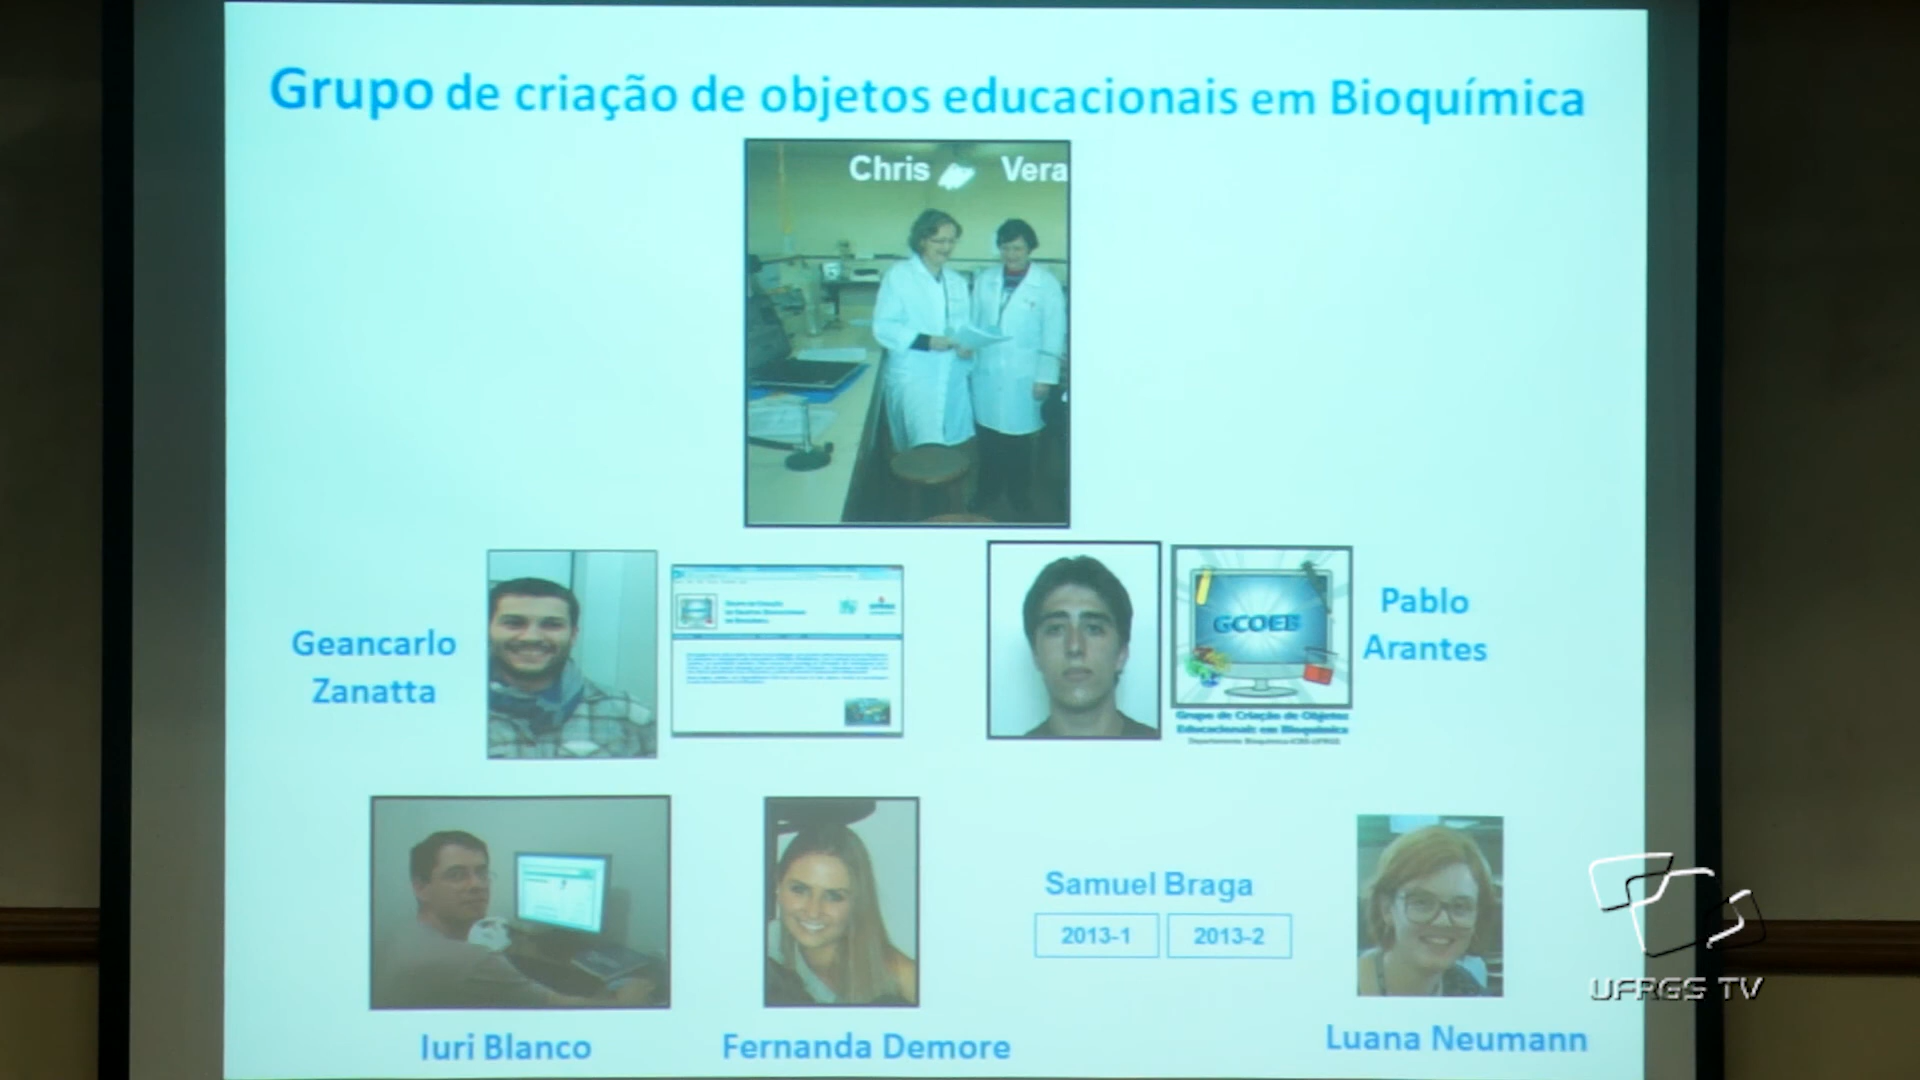 Grupo de criação de objetos educacionais em Bioquímica
Chris Vera
Geancarlo
Zanatta
GCOEB
Grupo de Criação de Objetos
Educacionais em Bioquímica
Pablo
Arantes
Samuel Braga
2013-1 2013-2
Iuri Blanco
Fernanda Demore
Luana Neumann
UFRGS TV